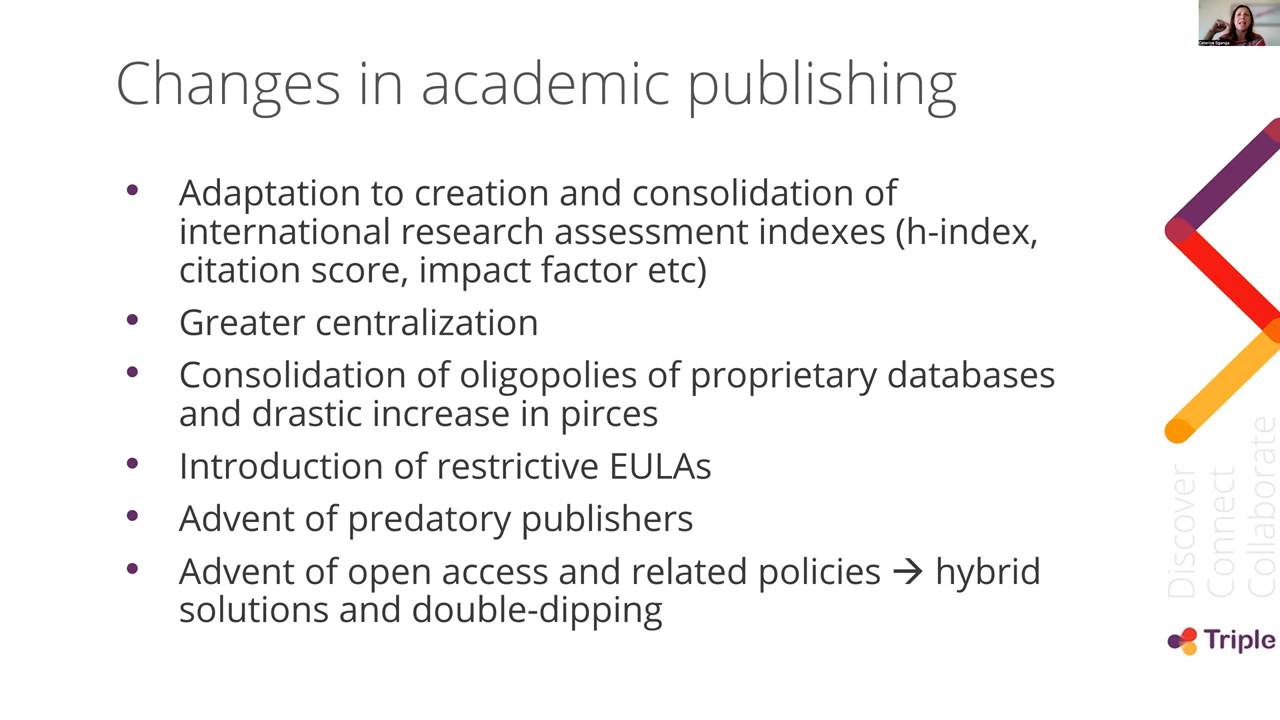 Changes in academic publishing
• Adaptation to creation and consolidation of
international research assessment indexes (h-index,
citation score, impact factor etc)
• Greater centralization
• Consolidation of oligopolies of proprietary databases
and drastic increase in pirces
• Introduction of restrictive EULAs
• Advent of predatory publishers
• Advent of open access and related policies → hybrid
solutions and double-dipping
Discover
Connect
Collaborate
Triple